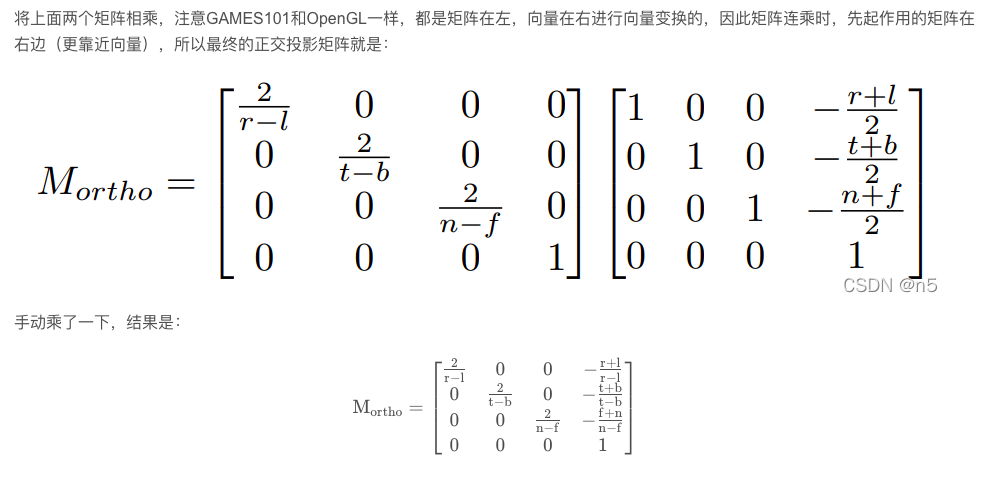 将上面两个矩阵相乘，注意GAMES101和OpenGL一样，都是矩阵在左，向量在右进行向量变换的，因此矩阵连乘时，先起作用的矩阵在
右边（更靠近向量）,所以最终的正交投影矩阵就是：
$M_{ortho} = \begin{bmatrix} \frac{2}{r-l} & 0 & 0 & 0 \\ 0 & \frac{2}{t-b} & 0 & 0 \\ 0 & 0 & \frac{2}{n-f} & 0 \\ 0 & 0 & 0 & 1 \end{bmatrix} \begin{bmatrix} 1 & 0 & 0 & -\frac{r+l}{2} \\ 0 & 1 & 0 & -\frac{t+b}{2} \\ 0 & 0 & 1 & -\frac{n+f}{2} \\ 0 & 0 & 0 & 1 \end{bmatrix}$
CSDN @n5
手动乘了一下，结果是：
$\mathrm{M_{ortho}} = \begin{bmatrix} \frac{2}{r-l} & 0 & 0 & -\frac{r+l}{r-l} \\ 0 & \frac{2}{t-b} & 0 & -\frac{t+b}{t-b} \\ 0 & 0 & \frac{2}{n-f} & -\frac{f+n}{n-f} \\ 0 & 0 & 0 & 1 \end{bmatrix}$